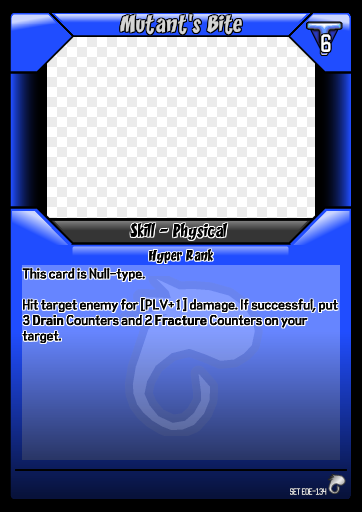 Mutant's Bite
6
Skill - Physical
Hyper Rank
This card is Null-type.
Hit target enemy for [PLV+1] damage. If successful, put
3 Drain Counters and 2 Fracture Counters on your
target.
SET EDE-134